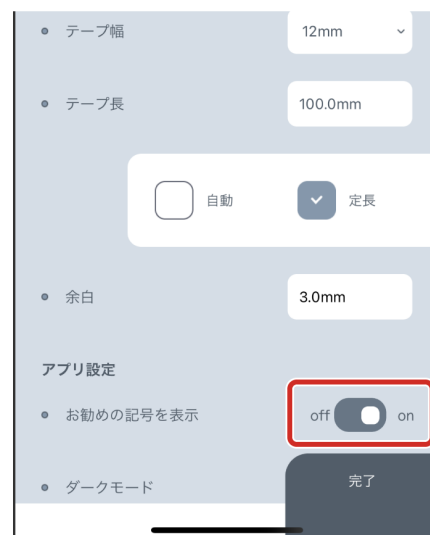 テープ幅
12mm
テープ長
100.0mm
自動
定長
余白
3.0mm
アプリ設定
お勧めの記号を表示
off
on
ダークモード
完了